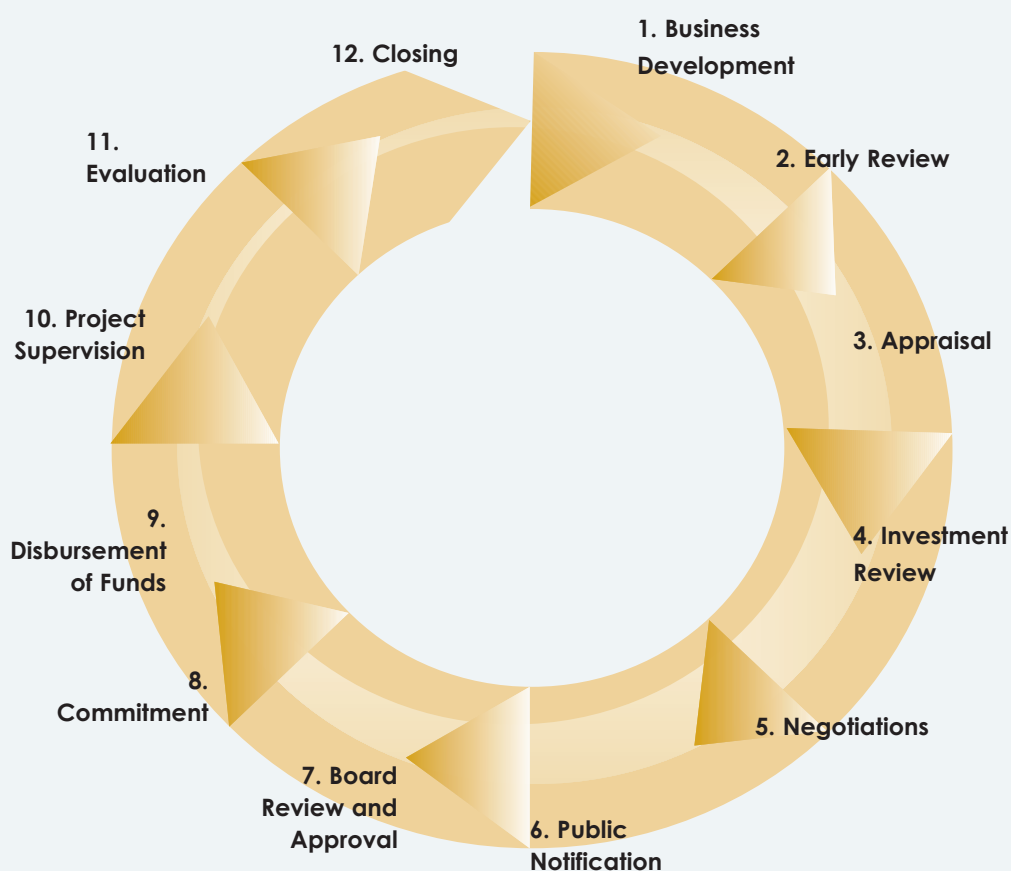 1. Business
Development
2. Early Review
3. Appraisal
4. Investment
Review
5. Negotiations
6. Public
Notification
7. Board
Review and
Approval
8.
Commitment
9.
Disbursement
of Funds
10. Project
Supervision
11.
Evaluation
12. Closing